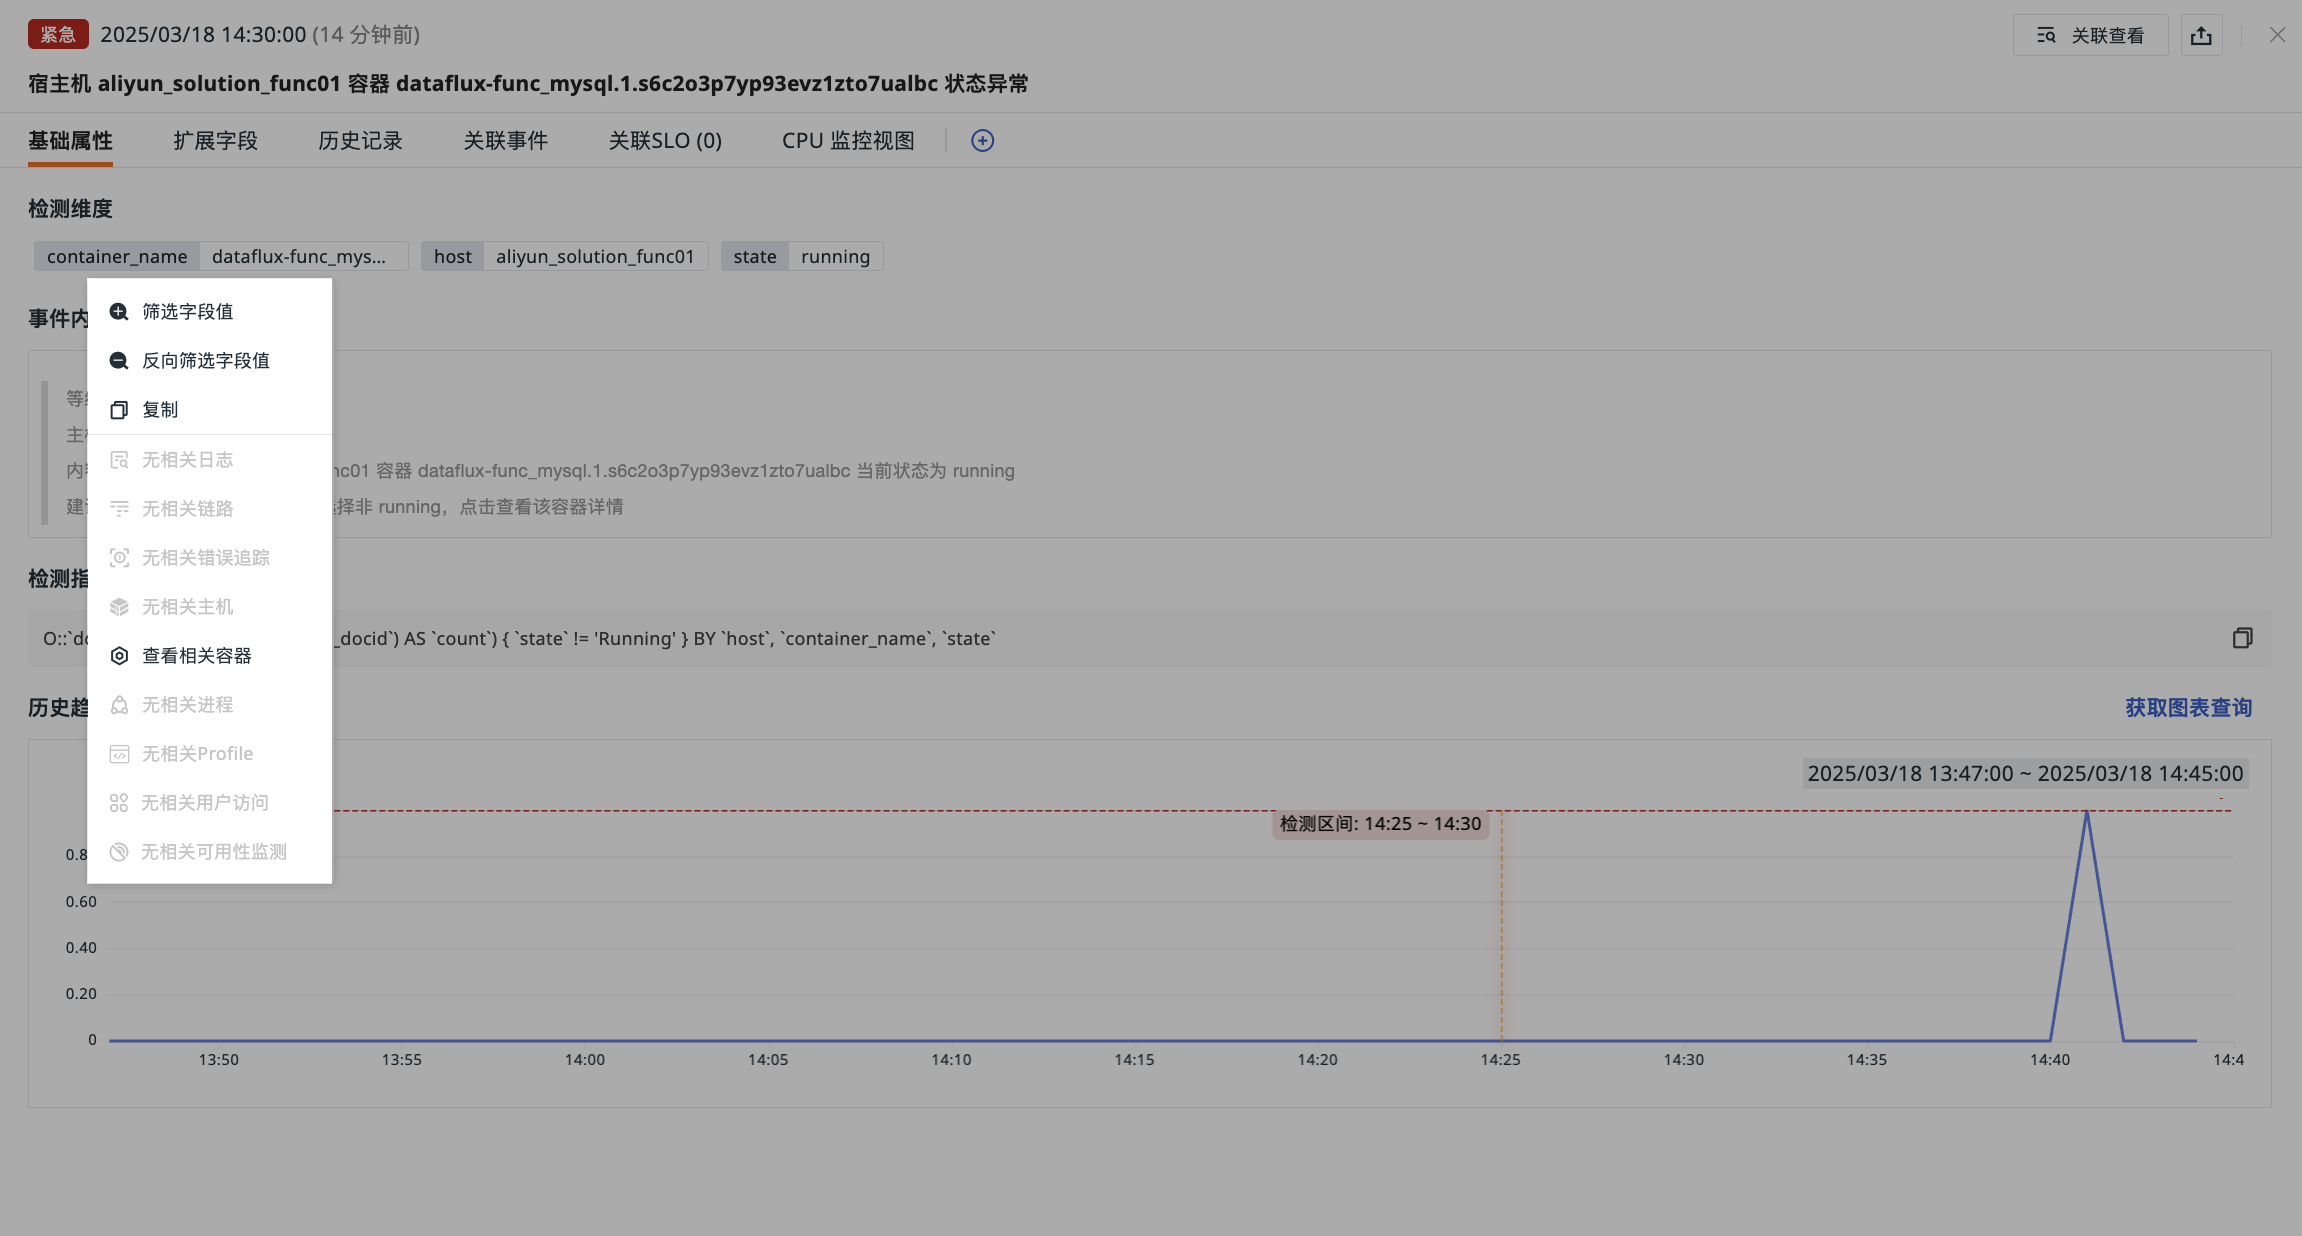 紧急 2025/03/18 14:30:00 (14 分钟前)
关联查看
宿主机 aliyun_solution_func01 容器 dataflux-func_mysql.1.s6c2o3p7yp93evz1zto7ualbc 状态异常
基础属性 扩展字段 历史记录 关联事件 关联SLO (0) CPU 监控视图
检测维度
container_name dataflux-func_mys... host aliyun_solution_func01 state running
事件内
筛选字段值
反向筛选字段值
复制
无相关日志
无相关链路
无相关错误追踪
无相关主机
查看相关容器
无相关进程
无相关Profile
无相关用户访问
无相关可用性监测
内 nc01 容器 dataflux-func_mysql.1.s6c2o3p7yp93evz1zto7ualbc 当前状态为 running
择非 running，点击查看该容器详情
检测指
O::`d _docid`) AS `count`) { `state` != 'Running' } BY `host`, `container_name`, `state`
历史趋
获取图表查询
2025/03/18 13:47:00 ~ 2025/03/18 14:45:00
检测区间: 14:25 ~ 14:30
0.8
0.60
0.40
0.20
0
13:50 13:55 14:00 14:05 14:10 14:15 14:20 14:25 14:30 14:35 14:40 14:4